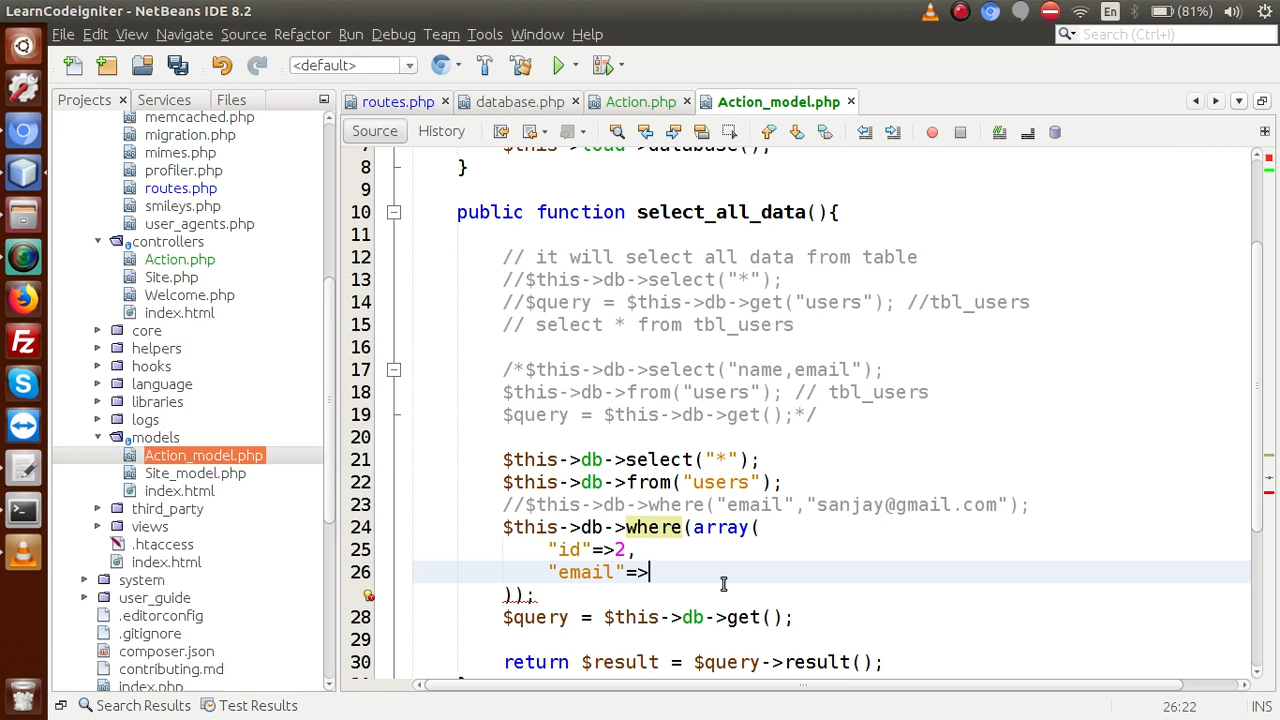 LearnCodeigniter - NetBeans IDE 8.2
En
(81%)
File Edit View Navigate Source Refactor Run Debug Team Tools Window Help
Search (Ctrl+I)
<default>
Projects Services Files
routes.php database.php Action.php Action_model.php
Source History
memcached.php
migration.php
mimes.php
profiler.php
routes.php
smileys.php
user_agents.php
controllers
Action.php
Site.php
Welcome.php
index.html
core
helpers
hooks
language
libraries
logs
models
Action_model.php
Site_model.php
index.html
third_party
views
.htaccess
index.html
system
user_guide
.editorconfig
.gitignore
composer.json
contributing.md
index.php
7 $this->load->database();
8 }
9
10 public function select_all_data(){
11
12 // it will select all data from table
13 //$this->db->select("*");
14 //$query = $this->db->get("users"); //tbl_users
15 // select * from tbl_users
16
17 /*$this->db->select("name,email");
18 $this->db->from("users"); // tbl_users
19 $query = $this->db->get();*/
20
21 $this->db->select("*");
22 $this->db->from("users");
23 //$this->db->where("email","sanjay@gmail.com");
24 $this->db->where(array(
25 "id"=>2,
26 "email"=>
));
28 $query = $this->db->get();
29
30 return $result = $query->result();
Search Results Test Results
26:22 INS